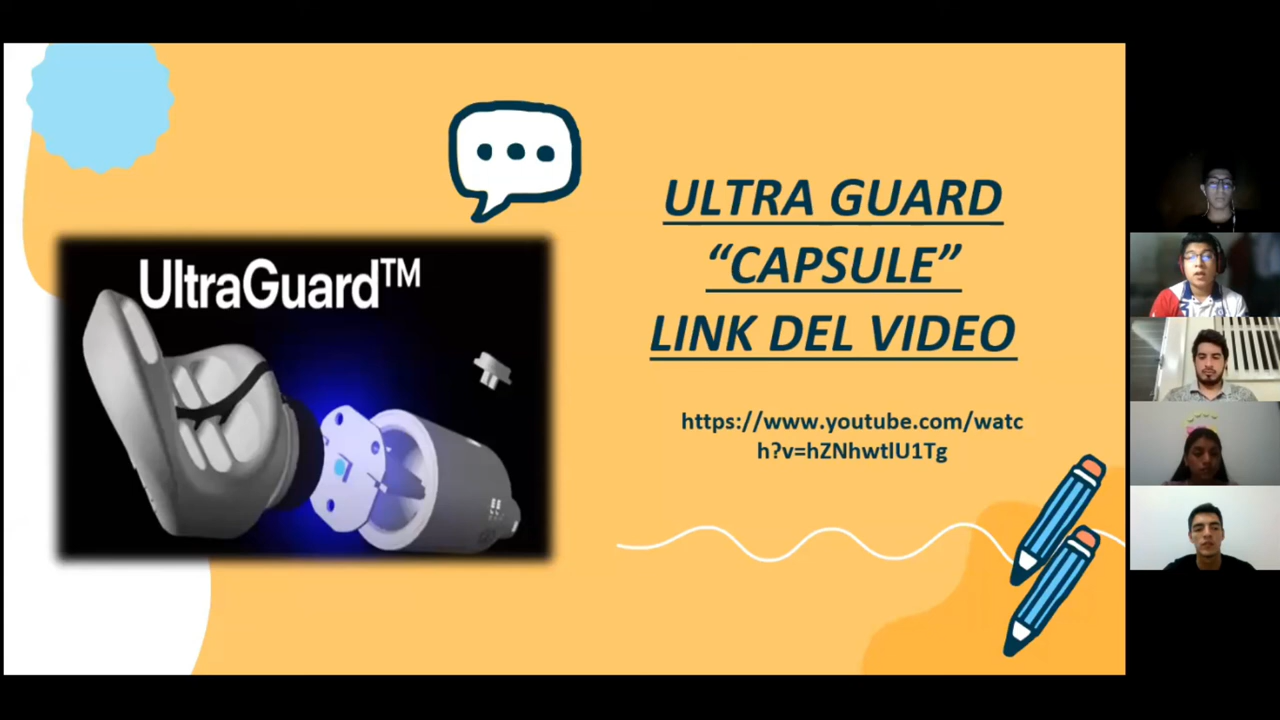 UltraGuard™
ULTRA GUARD
“CAPSULE”
LINK DEL VIDEO
https://www.youtube.com/watc
h?v=hZNhwtlU1Tg